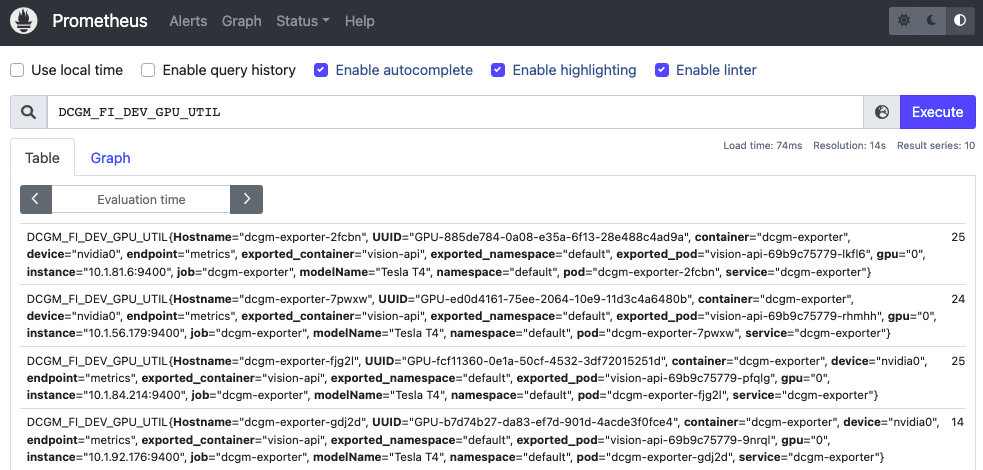 Prometheus Alerts Graph Status Help
Use local time Enable query history Enable autocomplete Enable highlighting Enable linter
DCGM_FI_DEV_GPU_UTIL Execute
Load time: 74ms Resolution: 14s Result series: 10
Table Graph
Evaluation time
DCGM_FI_DEV_GPU_UTIL{Hostname="dcgm-exporter-2fcbn", UUID="GPU-885de784-0a08-e35a-6f13-28e488c4ad9a", container="dcgm-exporter", 25
device="nvidia0", endpoint="metrics", exported_container="vision-api", exported_namespace="default", exported_pod="vision-api-69b9c75779-lkfl6", gpu="0",
instance="10.1.81.6:9400", job="dcgm-exporter", modelName="Tesla T4", namespace="default", pod="dcgm-exporter-2fcbn", service="dcgm-exporter"}
DCGM_FI_DEV_GPU_UTIL{Hostname="dcgm-exporter-7pwxw", UUID="GPU-ed0d4161-75ee-2064-10e9-11d3c4a6480b", container="dcgm-exporter", 24
device="nvidia0", endpoint="metrics", exported_container="vision-api", exported_namespace="default", exported_pod="vision-api-69b9c75779-rhmhh", gpu="0",
instance="10.1.56.179:9400", job="dcgm-exporter", modelName="Tesla T4", namespace="default", pod="dcgm-exporter-7pwxw", service="dcgm-exporter"}
DCGM_FI_DEV_GPU_UTIL{Hostname="dcgm-exporter-fjg2l", UUID="GPU-fcf11360-0e1a-50cf-4532-3df72015251d", container="dcgm-exporter", device="nvidia0", 25
endpoint="metrics", exported_container="vision-api", exported_namespace="default", exported_pod="vision-api-69b9c75779-pfqlg", gpu="0",
instance="10.1.84.214:9400", job="dcgm-exporter", modelName="Tesla T4", namespace="default", pod="dcgm-exporter-fjg2l", service="dcgm-exporter"}
DCGM_FI_DEV_GPU_UTIL{Hostname="dcgm-exporter-gdj2d", UUID="GPU-b7d74b27-da83-ef7d-901d-4acde3f0fce4", container="dcgm-exporter", device="nvidia0", 14
endpoint="metrics", exported_container="vision-api", exported_namespace="default", exported_pod="vision-api-69b9c75779-9nrql", gpu="0",
instance="10.1.92.176:9400", job="dcgm-exporter", modelName="Tesla T4", namespace="default", pod="dcgm-exporter-gdj2d", service="dcgm-exporter"}